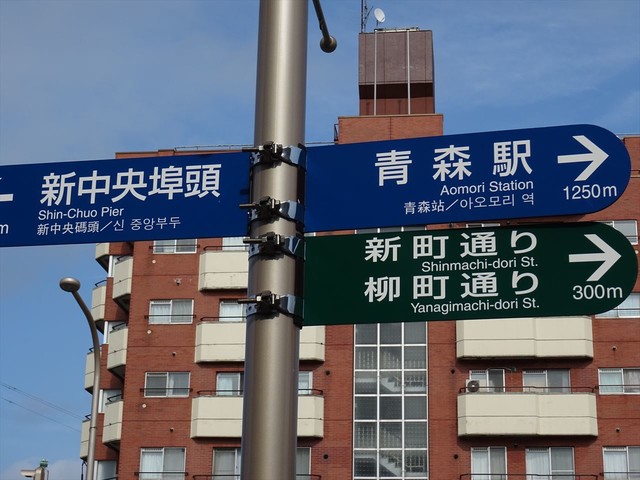 新中央埠頭
Shin-Chuo Pier
新中央碼頭/신 중앙부두
m
青森駅
Aomori Station
青森站/아오모리 역
1250m
新町通り
Shinmachi-dori St.
柳町通り
Yanagimachi-dori St.
300m